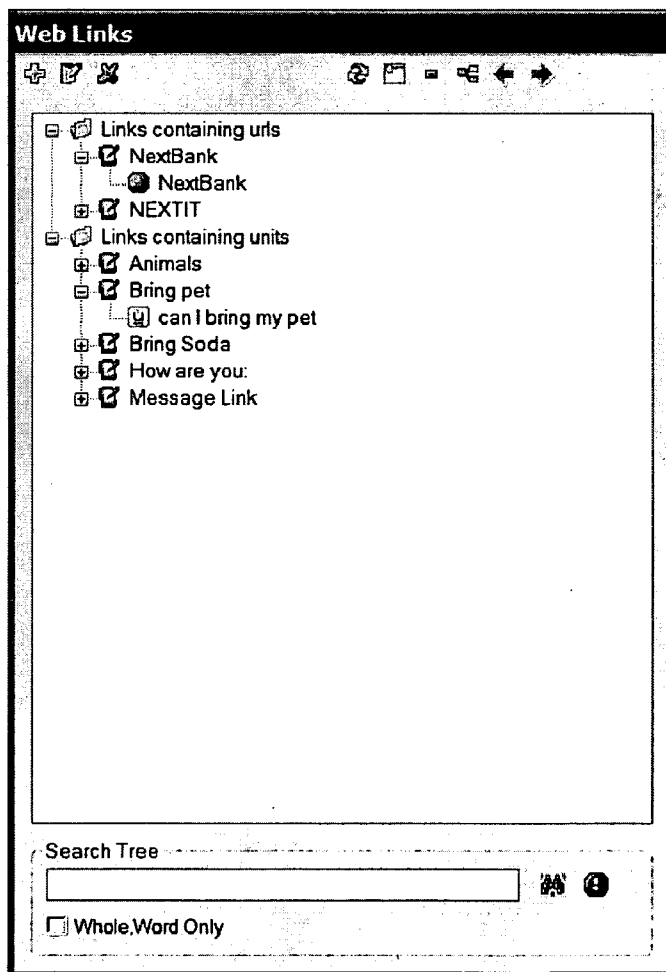 Web Links
Links containing urls
NextBank
NextBank
NEXTIT
Links containing units
Animals
Bring pet
can I bring my pet
Bring Soda
How are you:
Message Link
Search Tree
Whole Word Only